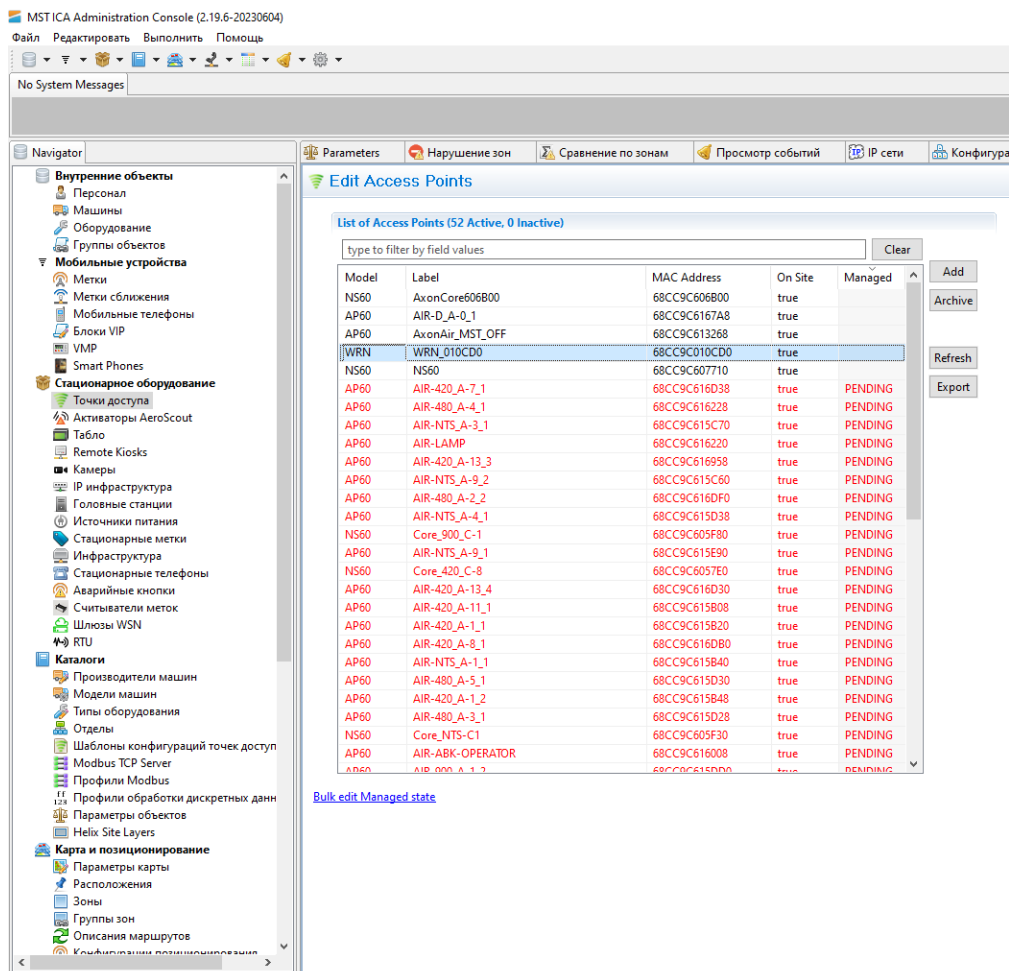 MST ICA Administration Console (2.19.6-20230604)
Файл Редактировать Выполнить Помощь
No System Messages
Navigator
Внутренние объекты
Персонал
Машины
Оборудование
Группы объектов
Мобильные устройства
Метки
Метки сближения
Мобильные телефоны
Блоки VIP
VMP
Smart Phones
Стационарное оборудование
Точки доступа
Активаторы AeroScout
Табло
Remote Kiosks
Камеры
IP инфраструктура
Головные станции
Источники питания
Стационарные метки
Инфраструктура
Стационарные телефоны
Аварийные кнопки
Считыватели меток
Шлюзы WSN
RTU
Каталоги
Производители машин
Модели машин
Типы оборудования
Отделы
Шаблоны конфигураций точек доступ
Modbus TCP Server
Профили Modbus
Профили обработки дискретных данн
Параметры объектов
Helix Site Layers
Карта и позиционирование
Параметры карты
Расположения
Зоны
Группы зон
Описания маршрутов
Конфигурации позиционирования
Parameters Нарушение зон Сравнение по зонам Просмотр событий IP сети Конфигура
Edit Access Points
List of Access Points (52 Active, 0 Inactive)
type to filter by field values Clear
Model Label MAC Address On Site Managed
NS60 AxonCore606B00 68CC9C606B00 true
AP60 AIR-D_A-0_1 68CC9C6167A8 true
AP60 AxonAir_MST_OFF 68CC9C613268 true
WRN WRN_010CD0 68CC9C010CD0 true
NS60 NS60 68CC9C607710 true
AP60 AIR-420_A-7_1 68CC9C616D38 true PENDING
AP60 AIR-480_A-4_1 68CC9C616228 true PENDING
AP60 AIR-NTS_A-3_1 68CC9C615C70 true PENDING
AP60 AIR-LAMP 68CC9C616220 true PENDING
AP60 AIR-420_A-13_3 68CC9C616958 true PENDING
AP60 AIR-NTS_A-9_2 68CC9C615C60 true PENDING
AP60 AIR-480_A-2_2 68CC9C616DF0 true PENDING
AP60 AIR-NTS_A-4_1 68CC9C615D38 true PENDING
NS60 Core_900_C-1 68CC9C605F80 true PENDING
AP60 AIR-NTS_A-9_1 68CC9C615E90 true PENDING
NS60 Core_420_C-8 68CC9C6057E0 true PENDING
AP60 AIR-420_A-13_4 68CC9C616D30 true PENDING
AP60 AIR-420_A-11_1 68CC9C615B08 true PENDING
AP60 AIR-420_A-1_1 68CC9C615B20 true PENDING
AP60 AIR-420_A-8_1 68CC9C616DB0 true PENDING
AP60 AIR-NTS_A-1_1 68CC9C615B40 true PENDING
AP60 AIR-480_A-5_1 68CC9C615D30 true PENDING
AP60 AIR-420_A-1_2 68CC9C615B48 true PENDING
AP60 AIR-480_A-3_1 68CC9C615D28 true PENDING
NS60 Core_NTS-C1 68CC9C605F30 true PENDING
AP60 AIR-ABK-OPERATOR 68CC9C616008 true PENDING
AP60 AIR-900_A-1_2 68CC9C615DD0 true PENDING
Add
Archive
Refresh
Export
Bulk edit Managed state